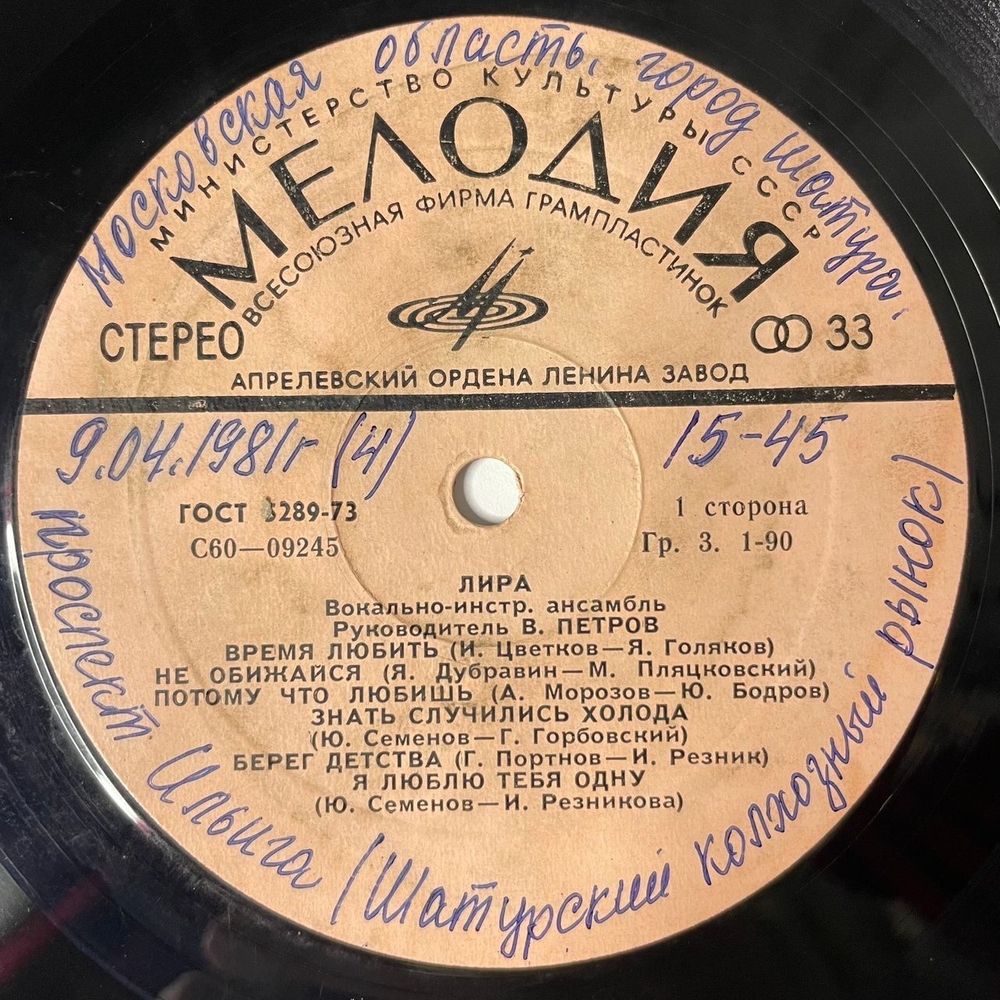 Московская область, город Шатура.
МИНИСТЕРСТВО КУЛЬТУРЫ СССР
МЕЛОДИЯ
ВСЕСОЮЗНАЯ ФИРМА ГРАМПЛАСТИНОК
СТЕРЕО
33
АПРЕЛЕВСКИЙ ОРДЕНА ЛЕНИНА ЗАВОД
9.04.1981г (4) 15-45
ГОСТ 5289-73
1 сторона
С60—09245
Гр. 3. 1-90
ЛИРА
Вокально-инстр. ансамбль
Руководитель В. ПЕТРОВ
ВРЕМЯ ЛЮБИТЬ (И. Цветков—Я. Голяков)
НЕ ОБИЖАЙСЯ (Я. Дубравин—М. Пляцковский)
ПОТОМУ ЧТО ЛЮБИШЬ (А. Морозов—Ю. Бодров)
ЗНАТЬ СЛУЧИЛИСЬ ХОЛОДА
(Ю. Семенов—Г. Горбовский)
БЕРЕГ ДЕТСТВА (Г. Портнов—И. Резник)
Я ЛЮБЛЮ ТЕБЯ ОДНУ
(Ю. Семенов—И. Резникова)
проспект Ильича (Шатурский колхозный рынок)